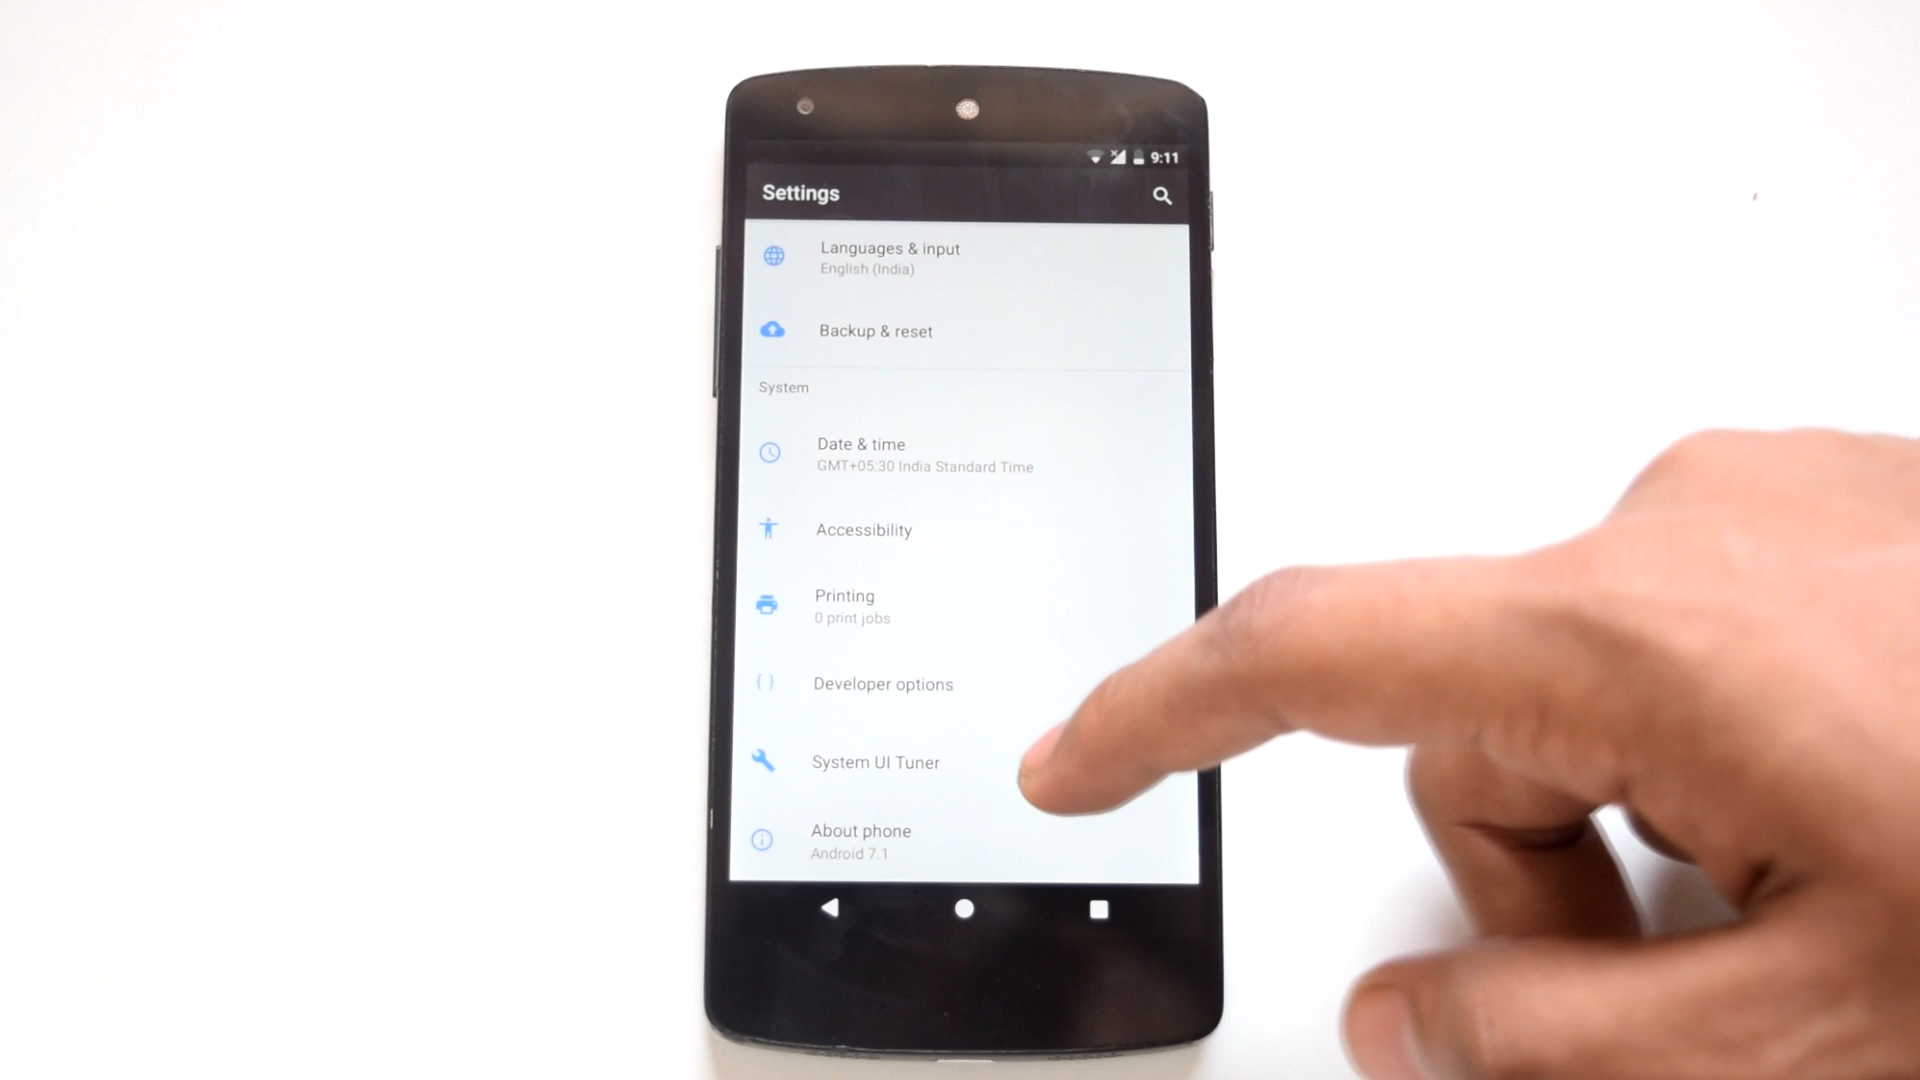 9:11
Settings
Languages & input
English (India)
Backup & reset
System
Date & time
GMT+05:30 India Standard Time
Accessibility
Printing
0 print jobs
Developer options
System UI Tuner
About phone
Android 7.1